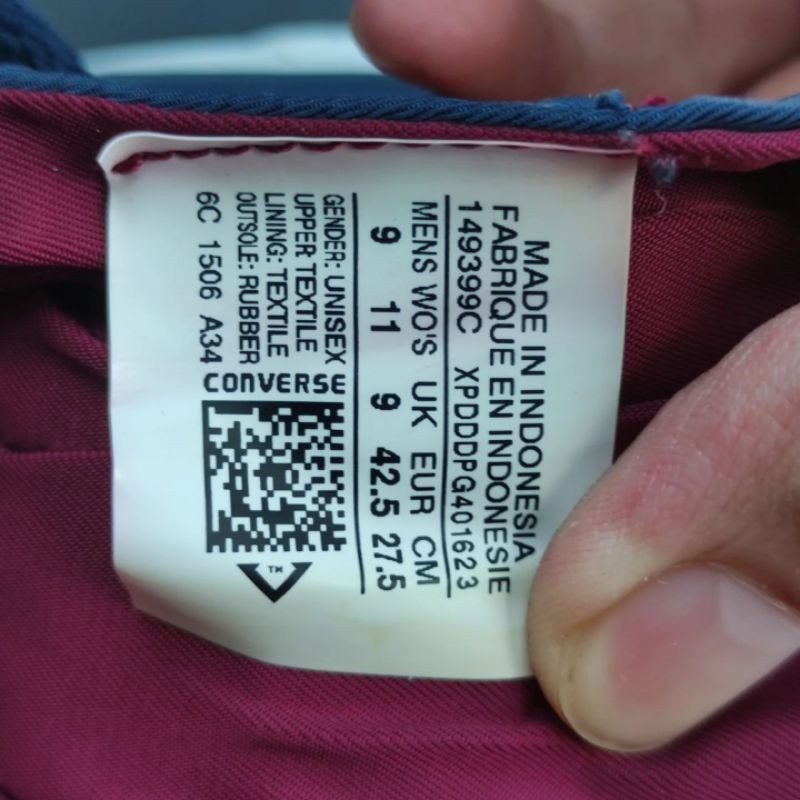 MADE IN INDONESIA
FABRIQUE EN INDONESIE
149399C XPDDDPG401623
MENS WO'S UK EUR CM
9 11 9 42.5 27.5
GENDER: UNISEX
UPPER TEXTILE
LINING: TEXTILE
OUTSOLE: RUBBER
6C 1506 A34
CONVERSE
TM